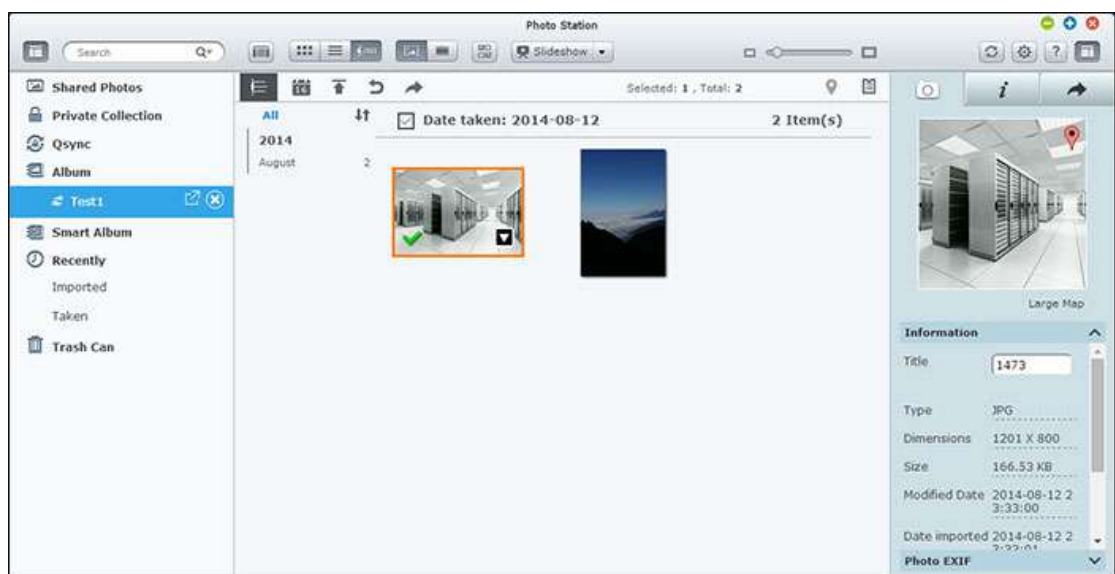 Photo Station
Search
Slideshow
Shared Photos
Private Collection
Qsync
Album
Test1
Smart Album
Recently
Imported
Taken
Trash Can
Selected: 1 , Total: 2
All
2014
August 2
Date taken: 2014-08-12 2 Item(s)
Large Map
Information
Title 1473
Type JPG
Dimensions 1201 X 800
Size 166.53 KB
Modified Date 2014-08-12 2
3:33:00
Date imported 2014-08-12 2
Photo EXIF